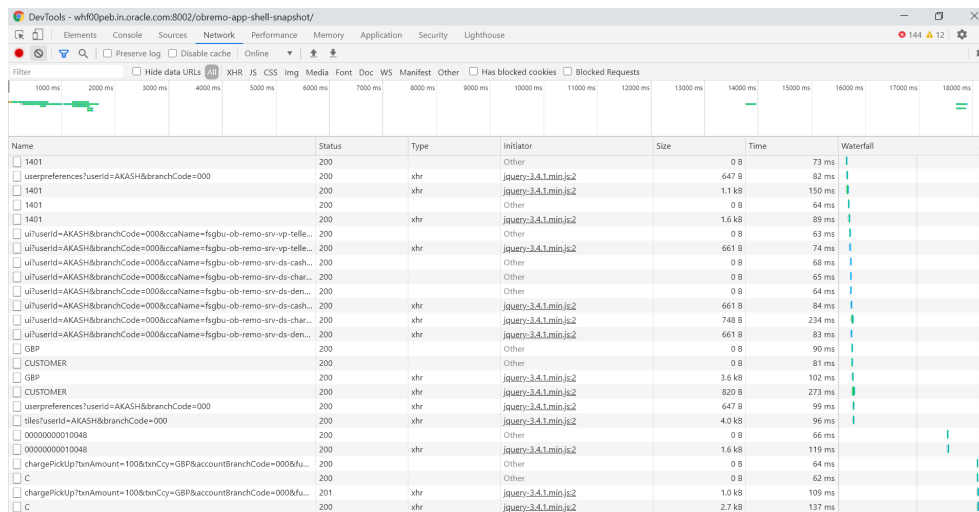 DevTools - whf00peb.in.oracle.com:8002/obremo-app-shell-snapshot/
Elements Console Sources Network Performance Memory Application Security Lighthouse 144 12
Preserve log Disable cache Online
Filter Hide data URLs All XHR JS CSS Img Media Font Doc WS Manifest Other Has blocked cookies Blocked Requests
1000 ms 2000 ms 3000 ms 4000 ms 5000 ms 6000 ms 7000 ms 8000 ms 9000 ms 10000 ms 11000 ms 12000 ms 13000 ms 14000 ms 15000 ms 16000 ms 17000 ms 18000 ms
Name Status Type Initiator Size Time Waterfall
1401 200 Other 0 B 73 ms
userpreferences?userId=AKASH&branchCode=000 200 xhr jquery-3.4.1.min.js:2 647 B 82 ms
1401 200 xhr jquery-3.4.1.min.js:2 1.1 kB 150 ms
1401 200 Other 0 B 64 ms
1401 200 xhr jquery-3.4.1.min.js:2 1.6 kB 89 ms
ui?userId=AKASH&branchCode=000&ccaName=fsgbu-ob-remo-srv-vp-telle... 200 Other 0 B 63 ms
ui?userId=AKASH&branchCode=000&ccaName=fsgbu-ob-remo-srv-vp-telle... 200 xhr jquery-3.4.1.min.js:2 661 B 74 ms
ui?userId=AKASH&branchCode=000&ccaName=fsgbu-ob-remo-srv-ds-cash... 200 Other 0 B 68 ms
ui?userId=AKASH&branchCode=000&ccaName=fsgbu-ob-remo-srv-ds-char... 200 Other 0 B 65 ms
ui?userId=AKASH&branchCode=000&ccaName=fsgbu-ob-remo-srv-ds-den... 200 Other 0 B 64 ms
ui?userId=AKASH&branchCode=000&ccaName=fsgbu-ob-remo-srv-ds-cash... 200 xhr jquery-3.4.1.min.js:2 661 B 84 ms
ui?userId=AKASH&branchCode=000&ccaName=fsgbu-ob-remo-srv-ds-char... 200 xhr jquery-3.4.1.min.js:2 748 B 234 ms
ui?userId=AKASH&branchCode=000&ccaName=fsgbu-ob-remo-srv-ds-den... 200 xhr jquery-3.4.1.min.js:2 661 B 83 ms
GBP 200 Other 0 B 90 ms
CUSTOMER 200 Other 0 B 81 ms
GBP 200 xhr jquery-3.4.1.min.js:2 3.6 kB 102 ms
CUSTOMER 200 xhr jquery-3.4.1.min.js:2 820 B 273 ms
userpreferences?userId=AKASH&branchCode=000 200 xhr jquery-3.4.1.min.js:2 647 B 99 ms
tiles?userId=AKASH&branchCode=000 200 xhr jquery-3.4.1.min.js:2 4.0 kB 96 ms
00000000010048 200 Other 0 B 66 ms
00000000010048 200 xhr jquery-3.4.1.min.js:2 1.6 kB 119 ms
chargePickUp?txnAmount=100&txnCcy=GBP&accountBranchCode=000&fu... 200 Other 0 B 64 ms
C 200 Other 0 B 62 ms
chargePickUp?txnAmount=100&txnCcy=GBP&accountBranchCode=000&fu... 201 xhr jquery-3.4.1.min.js:2 1.0 kB 109 ms
C 200 xhr jquery-3.4.1.min.js:2 2.7 kB 137 ms